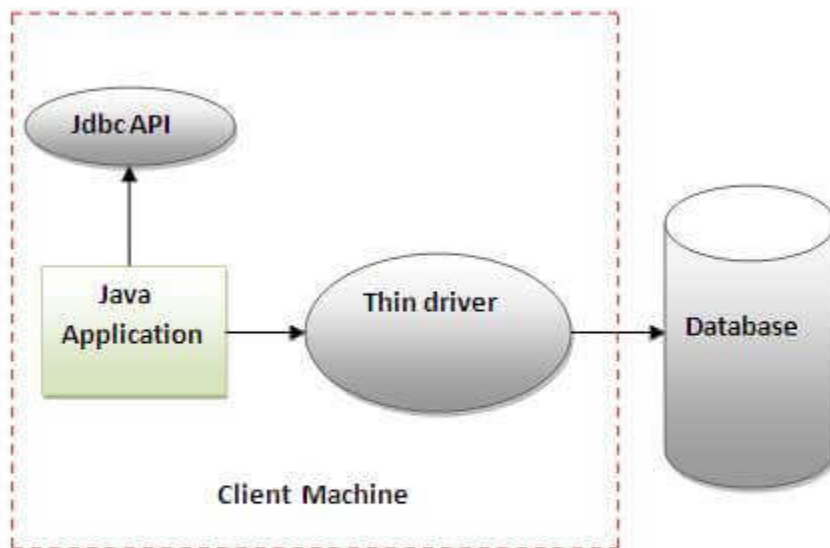 Jdbc API
Java
Application
Thin driver
Database
Client Machine